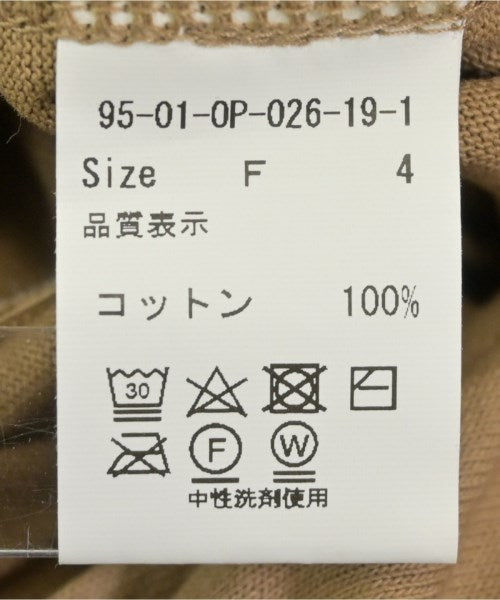 95-01-OP-026-19-1
Size F 4
品質表示
コットン 100%
30
F W
中性洗剤使用